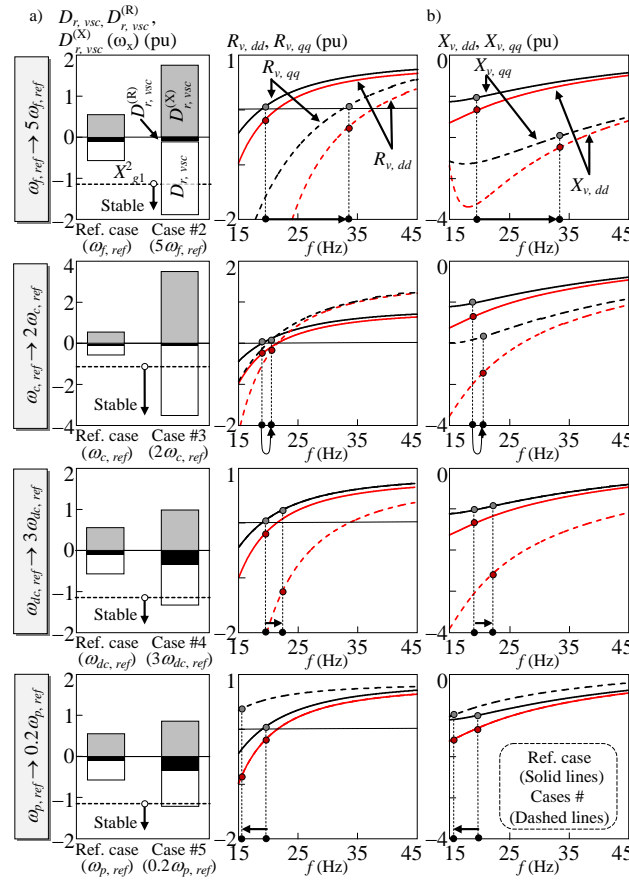 a) D_{r, vsc}, D^{(R)}_{r, vsc},
D^{(X)}_{r, vsc} (ω_x) (pu)
R_{v, dd}, R_{v, qq} (pu)
b) X_{v, dd}, X_{v, qq} (pu)
ω_{f, ref} → 5ω_{f, ref}
2
1
0
−1
−2
D^{(R)}_{r, vsc}
D^{(X)}_{r, vsc}
D_{r, vsc}
X^2_{g1}
Stable
Ref. case Case #2
(ω_{f, ref}) (5ω_{f, ref})
1
-2
R_{v, qq}
R_{v, dd}
15 25 35 45
f (Hz)
0
−2
−4
X_{v, qq}
X_{v, dd}
15 25 35 45
f (Hz)
ω_{c, ref} → 2ω_{c, ref}
4
2
0
−2
−4
Stable
Ref. case Case #3
(ω_{c, ref}) (2ω_{c, ref})
2
-2
15 25 35 45
f (Hz)
0
−4
15 25 35 45
f (Hz)
ω_{dc, ref} → 3ω_{dc, ref}
2
1
0
−1
−2
Stable
Ref. case Case #4
(ω_{dc, ref}) (3ω_{dc, ref})
1
-2
15 25 35 45
f (Hz)
0
−4
15 25 35 45
f (Hz)
ω_{p, ref} → 0.2ω_{p, ref}
2
1
0
−1
−2
Stable
Ref. case Case #5
(ω_{p, ref}) (0.2ω_{p, ref})
1
-2
15 25 35 45
f (Hz)
0
−2
−4
15 25 35 45
f (Hz)
Ref. case
(Solid lines)
Cases #
(Dashed lines)